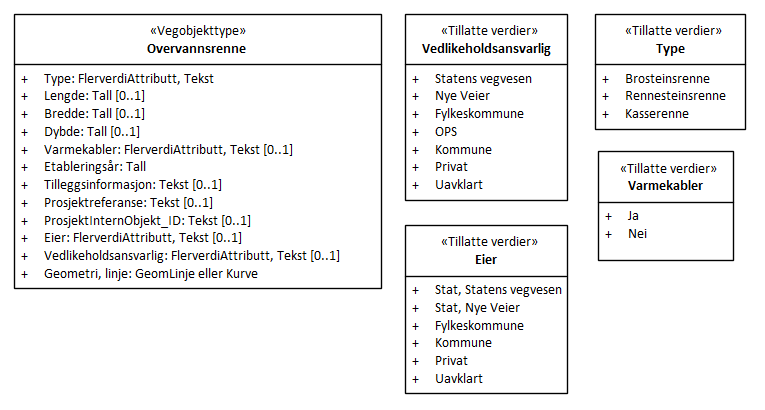 «Vegobjekttype»
Overvannsrenne
+ Type: FlerverdiAttributt, Tekst
+ Lengde: Tall [0..1]
+ Bredde: Tall [0..1]
+ Dybde: Tall [0..1]
+ Varmekabler: FlerverdiAttributt, Tekst [0..1]
+ Etableringsår: Tall
+ Tilleggsinformasjon: Tekst [0..1]
+ Prosjektreferanse: Tekst [0..1]
+ ProsjektInternObjekt_ID: Tekst [0..1]
+ Eier: FlerverdiAttributt, Tekst [0..1]
+ Vedlikeholdsansvarlig: FlerverdiAttributt, Tekst [0..1]
+ Geometri, linje: GeomLinje eller Kurve
«Tillatte verdier»
Vedlikeholdsansvarlig
+ Statens vegvesen
+ Nye Veier
+ Fylkeskommune
+ OPS
+ Kommune
+ Privat
+ Uavklart
«Tillatte verdier»
Type
+ Brosteinsrenne
+ Rennesteinsrenne
+ Kasserenne
«Tillatte verdier»
Varmekabler
+ Ja
+ Nei
«Tillatte verdier»
Eier
+ Stat, Statens vegvesen
+ Stat, Nye Veier
+ Fylkeskommune
+ Kommune
+ Privat
+ Uavklart